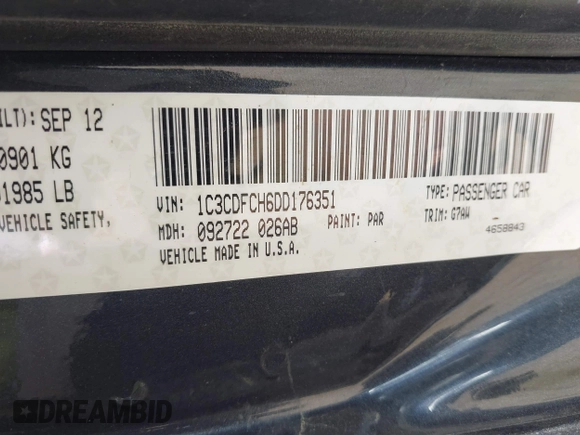 ILT): SEP 12
0901 KG
1985 LB
VEHICLE SAFETY,
VIN: 1C3CDFCH6DD176351
TYPE: PASSENGER CAR
MDH: 092722 026AB PAINT: PAR TRIM: G7AW
VEHICLE MADE IN U.S.A.
4658843
DREAMBID